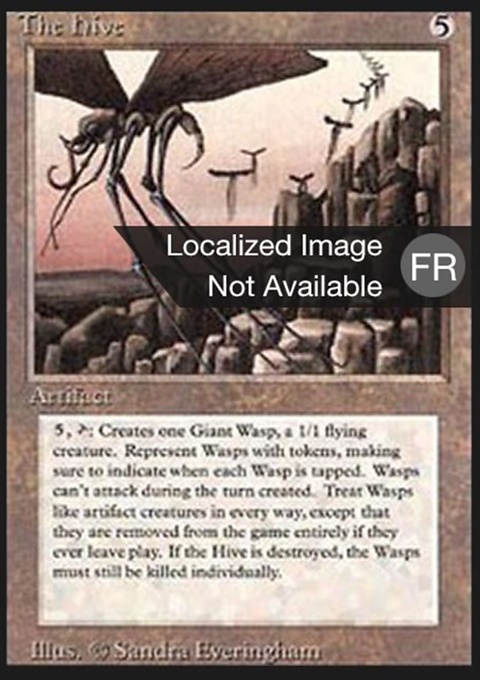 The Hive 5
Localized Image
Not Available
FR
Artifact
5, : Creates one Giant Wasp, a 1/1 flying
creature. Represent Wasps with tokens, making
sure to indicate when each Wasp is tapped. Wasps
can't attack during the turn created. Treat Wasps
like artifact creatures in every way, except that
they are removed from the game entirely if they
ever leave play. If the Hive is destroyed, the Wasps
must still be killed individually.
Illus. © Sandra Everingham